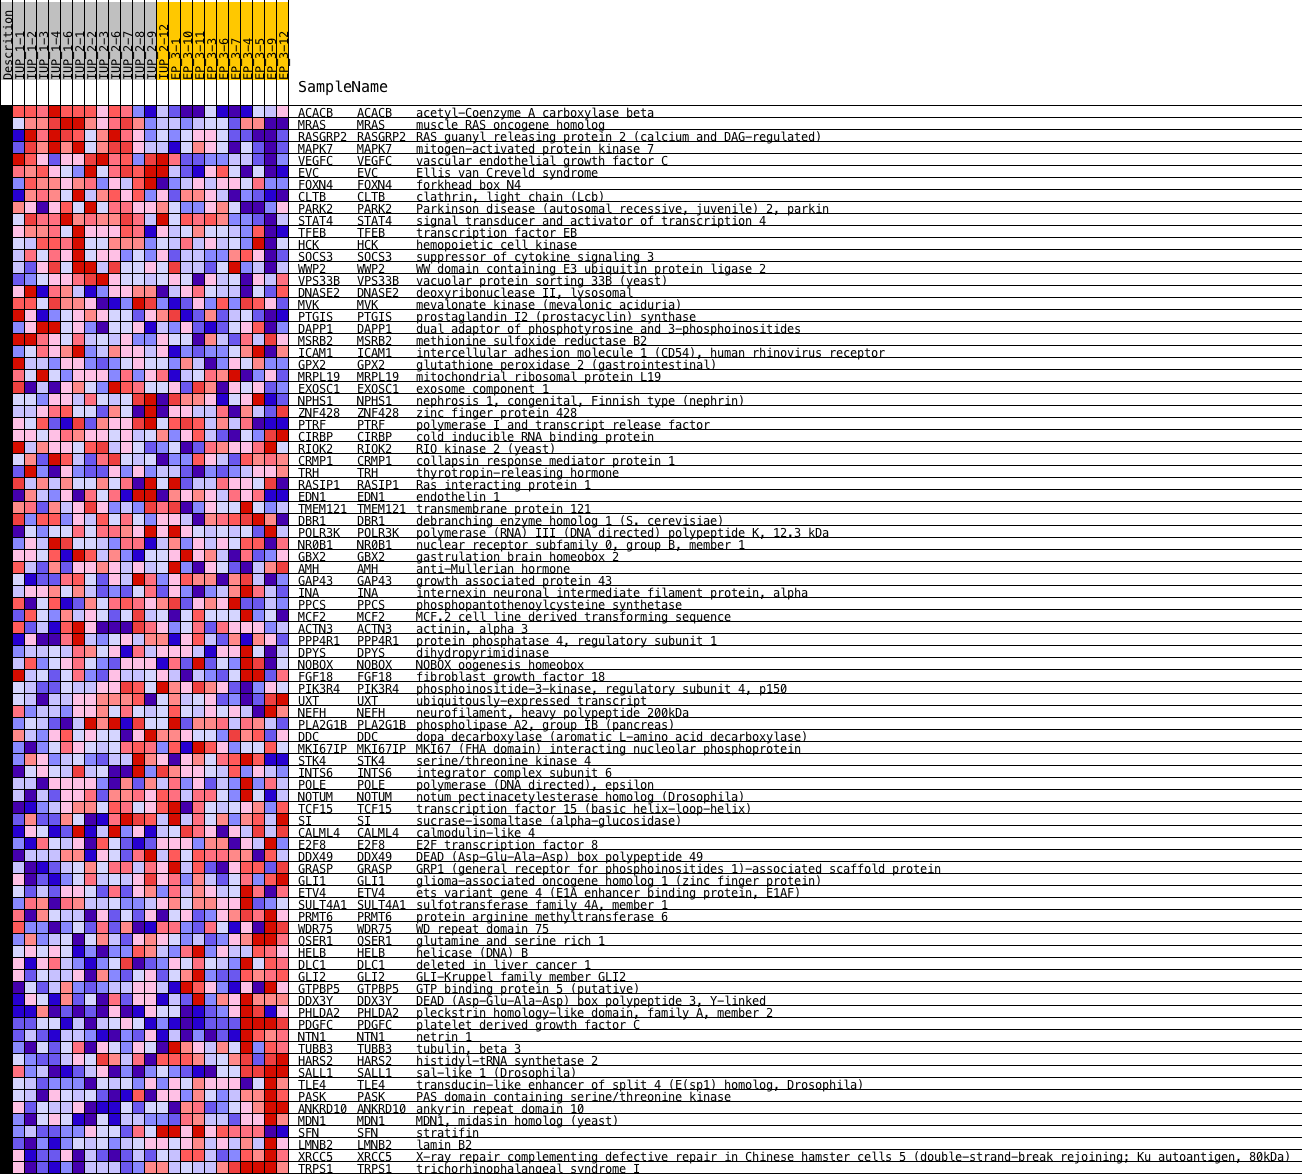 Descrition
IUP_1-1
IUP_1-2
IUP_1-3
IUP_1-4
IUP_1-6
IUP_2-1
IUP_2-2
IUP_2-3
IUP_2-6
IUP_2-7
IUP_2-8
IUP_2-9
IUP_2-12
EP_3-1
EP_3-10
EP_3-11
EP_3-3
EP_3-6
EP_3-7
EP_3-4
EP_3-5
EP_3-9
EP_3-12
SampleName
ACACB ACACB acetyl-Coenzyme A carboxylase beta
MRAS MRAS muscle RAS oncogene homolog
RASGRP2 RASGRP2 RAS guanyl releasing protein 2 (calcium and DAG-regulated)
MAPK7 MAPK7 mitogen-activated protein kinase 7
VEGFC VEGFC vascular endothelial growth factor C
EVC EVC Ellis van Creveld syndrome
FOXN4 FOXN4 forkhead box N4
CLTB CLTB clathrin, light chain (Lcb)
PARK2 PARK2 Parkinson disease (autosomal recessive, juvenile) 2, parkin
STAT4 STAT4 signal transducer and activator of transcription 4
TFEB TFEB transcription factor EB
HCK HCK hemopoietic cell kinase
SOCS3 SOCS3 suppressor of cytokine signaling 3
WWP2 WWP2 WW domain containing E3 ubiquitin protein ligase 2
VPS33B VPS33B vacuolar protein sorting 33B (yeast)
DNASE2 DNASE2 deoxyribonuclease II, lysosomal
MVK MVK mevalonate kinase (mevalonic aciduria)
PTGIS PTGIS prostaglandin I2 (prostacyclin) synthase
DAPP1 DAPP1 dual adaptor of phosphotyrosine and 3-phosphoinositides
MSRB2 MSRB2 methionine sulfoxide reductase B2
ICAM1 ICAM1 intercellular adhesion molecule 1 (CD54), human rhinovirus receptor
GPX2 GPX2 glutathione peroxidase 2 (gastrointestinal)
MRPL19 MRPL19 mitochondrial ribosomal protein L19
EXOSC1 EXOSC1 exosome component 1
NPHS1 NPHS1 nephrosis 1, congenital, Finnish type (nephrin)
ZNF428 ZNF428 zinc finger protein 428
PTRF PTRF polymerase I and transcript release factor
CIRBP CIRBP cold inducible RNA binding protein
RIOK2 RIOK2 RIO kinase 2 (yeast)
CRMP1 CRMP1 collapsin response mediator protein 1
TRH TRH thyrotropin-releasing hormone
RASIP1 RASIP1 Ras interacting protein 1
EDN1 EDN1 endothelin 1
TMEM121 TMEM121 transmembrane protein 121
DBR1 DBR1 debranching enzyme homolog 1 (S. cerevisiae)
POLR3K POLR3K polymerase (RNA) III (DNA directed) polypeptide K, 12.3 kDa
NR0B1 NR0B1 nuclear receptor subfamily 0, group B, member 1
GBX2 GBX2 gastrulation brain homeobox 2
AMH AMH anti-Mullerian hormone
GAP43 GAP43 growth associated protein 43
INA INA internexin neuronal intermediate filament protein, alpha
PPCS PPCS phosphopantothenoylcysteine synthetase
MCF2 MCF2 MCF.2 cell line derived transforming sequence
ACTN3 ACTN3 actinin, alpha 3
PPP4R1 PPP4R1 protein phosphatase 4, regulatory subunit 1
DPYS DPYS dihydropyrimidinase
NOBOX NOBOX NOBOX oogenesis homeobox
FGF18 FGF18 fibroblast growth factor 18
PIK3R4 PIK3R4 phosphoinositide-3-kinase, regulatory subunit 4, p150
UXT UXT ubiquitously-expressed transcript
NEFH NEFH neurofilament, heavy polypeptide 200kDa
PLA2G1B PLA2G1B phospholipase A2, group IB (pancreas)
DDC DDC dopa decarboxylase (aromatic L-amino acid decarboxylase)
MKI67IP MKI67IP MKI67 (FHA domain) interacting nucleolar phosphoprotein
STK4 STK4 serine/threonine kinase 4
INTS6 INTS6 integrator complex subunit 6
POLE POLE polymerase (DNA directed), epsilon
NOTUM NOTUM notum pectinacetylesterase homolog (Drosophila)
TCF15 TCF15 transcription factor 15 (basic helix-loop-helix)
SI SI sucrase-isomaltase (alpha-glucosidase)
CALML4 CALML4 calmodulin-like 4
E2F8 E2F8 E2F transcription factor 8
DDX49 DDX49 DEAD (Asp-Glu-Ala-Asp) box polypeptide 49
GRASP GRASP GRP1 (general receptor for phosphoinositides 1)-associated scaffold protein
GLI1 GLI1 glioma-associated oncogene homolog 1 (zinc finger protein)
ETV4 ETV4 ets variant gene 4 (E1A enhancer binding protein, E1AF)
SULT4A1 SULT4A1 sulfotransferase family 4A, member 1
PRMT6 PRMT6 protein arginine methyltransferase 6
WDR75 WDR75 WD repeat domain 75
QSER1 QSER1 glutamine and serine rich 1
HELB HELB helicase (DNA) B
DLC1 DLC1 deleted in liver cancer 1
GLI2 GLI2 GLI-Kruppel family member GLI2
GTPBP5 GTPBP5 GTP binding protein 5 (putative)
DDX3Y DDX3Y DEAD (Asp-Glu-Ala-Asp) box polypeptide 3, Y-linked
PHLDA2 PHLDA2 pleckstrin homology-like domain, family A, member 2
PDGFC PDGFC platelet derived growth factor C
NTN1 NTN1 netrin 1
TUBB3 TUBB3 tubulin, beta 3
HARS2 HARS2 histidyl-tRNA synthetase 2
SALL1 SALL1 sal-like 1 (Drosophila)
TLE4 TLE4 transducin-like enhancer of split 4 (E(sp1) homolog, Drosophila)
PASK PASK PAS domain containing serine/threonine kinase
ANKRD10 ANKRD10 ankyrin repeat domain 10
MDN1 MDN1 MDN1, midasin homolog (yeast)
SFN SFN stratifin
LMNB2 LMNB2 lamin B2
XRCC5 XRCC5 X-ray repair complementing defective repair in Chinese hamster cells 5 (double-strand-break rejoining; Ku autoantigen, 80kDa)
TRPS1 TRPS1 trichorhinophalangeal syndrome I